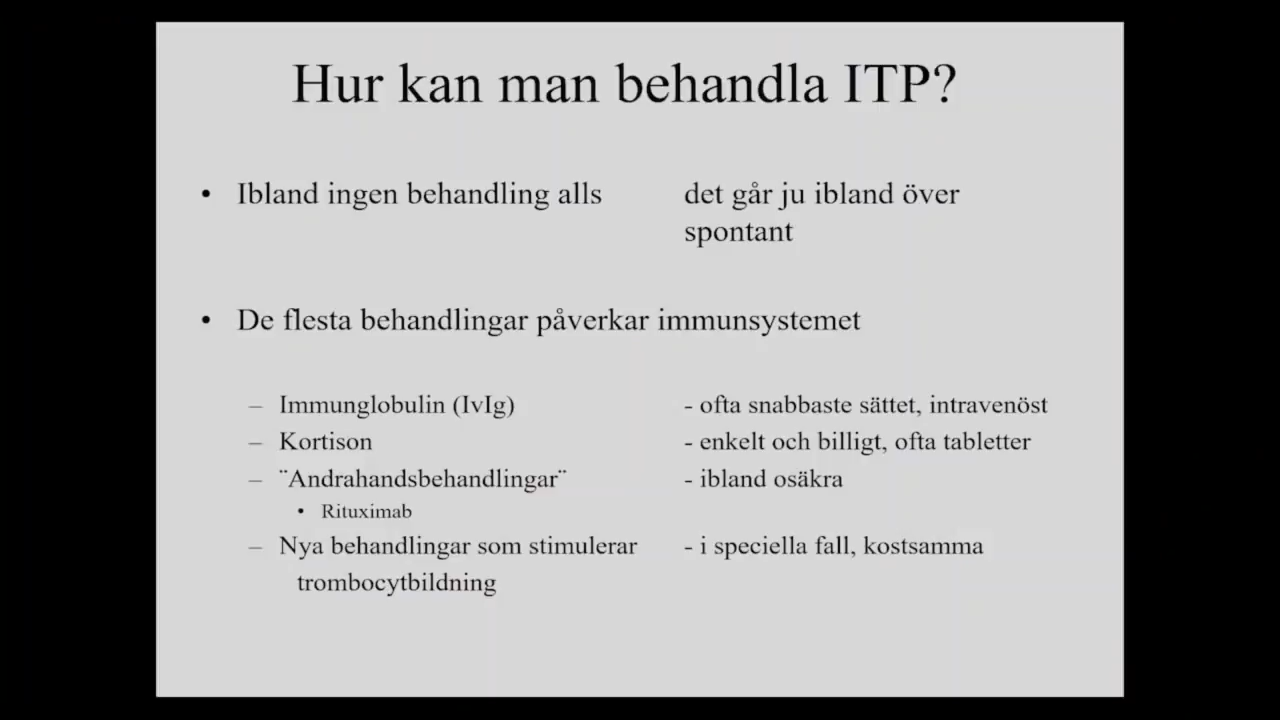 Hur kan man behandla ITP?
• Ibland ingen behandling alls det går ju ibland över
spontant
• De flesta behandlingar påverkar immunsystemet
– Immunglobulin (IvIg) - ofta snabbaste sättet, intravenöst
– Kortison - enkelt och billigt, ofta tabletter
– ¨Andrahandsbehandlingar¨ - ibland osäkra
• Rituximab
– Nya behandlingar som stimulerar - i speciella fall, kostsamma
trombocytbildning